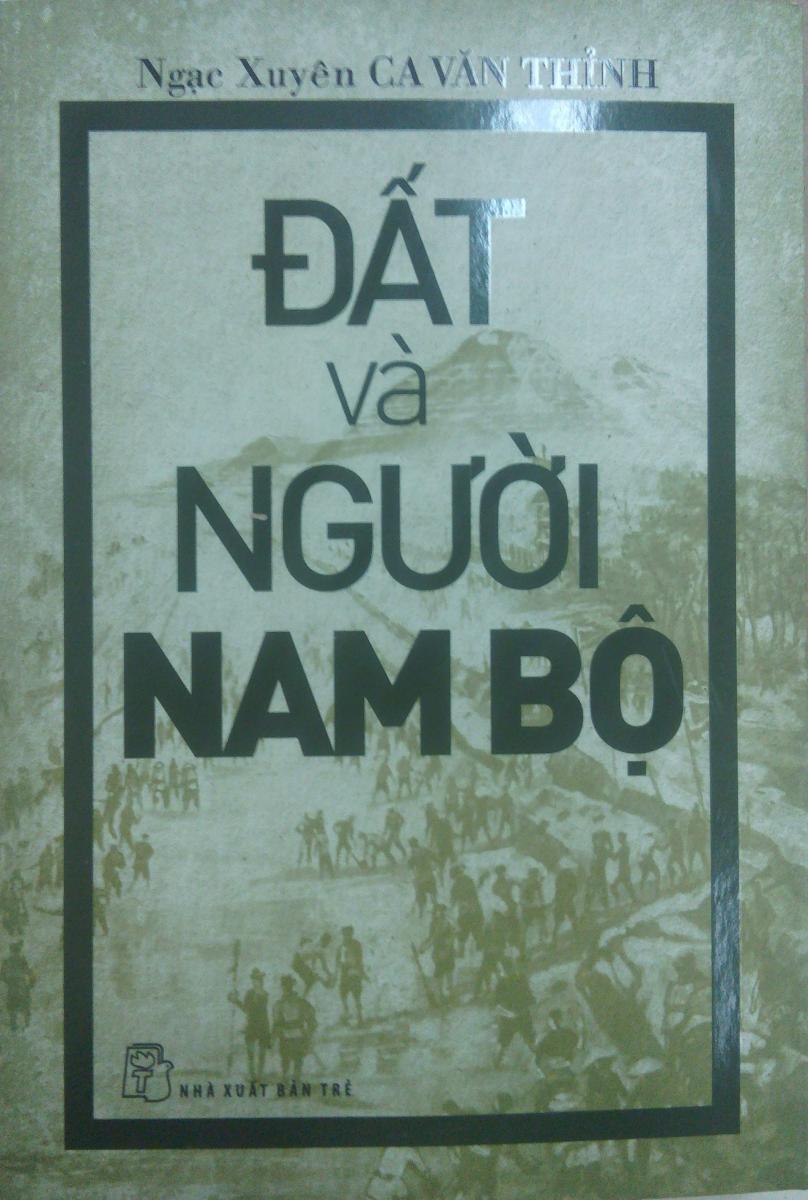 Ngạc Xuyên CA VĂN THỈNH
ĐẤT
và
NGƯỜI
NAM BỘ
NHÀ XUẤT BẢN TRẺ